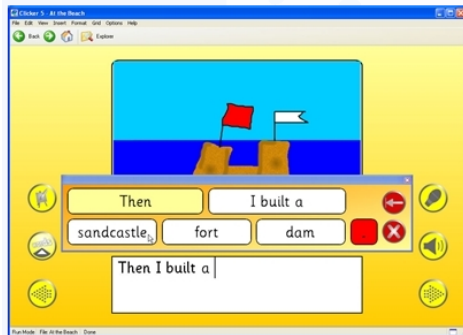 Clicker 5 - At the Beach
File Edit View Insert Format Grid Options Help
Back Explorer
Then I built a
sandcastle fort dam .
Then I built a
Run Mode File: At the Beach Done